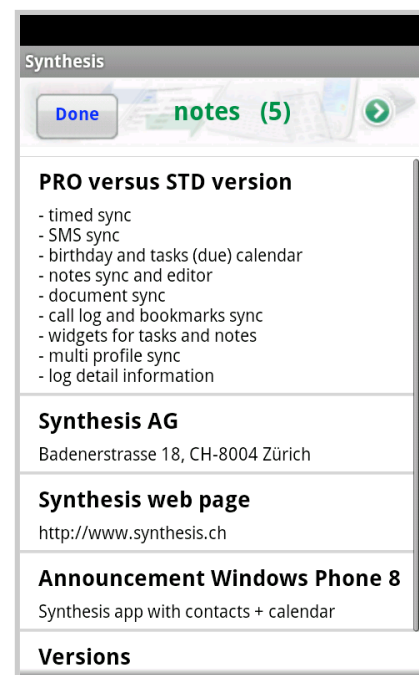 Synthesis
Done
notes (5)
PRO versus STD version
- timed sync
- SMS sync
- birthday and tasks (due) calendar
- notes sync and editor
- document sync
- call log and bookmarks sync
- widgets for tasks and notes
- multi profile sync
- log detail information
Synthesis AG
Badenerstrasse 18, CH-8004 Zürich
Synthesis web page
http://www.synthesis.ch
Announcement Windows Phone 8
Synthesis app with contacts + calendar
Versions